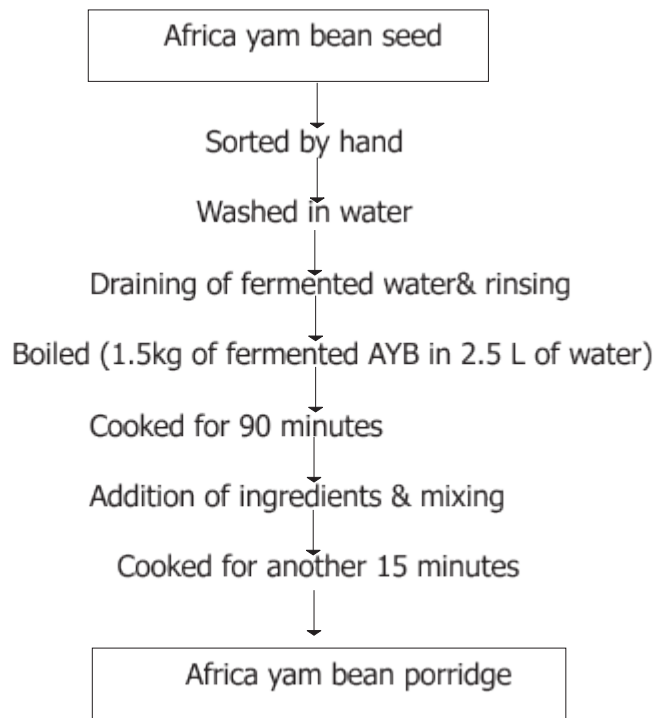 Africa yam bean seed
Sorted by hand
Washed in water
Draining of fermented water& rinsing
Boiled (1.5kg of fermented AYB in 2.5 L of water)
Cooked for 90 minutes
Addition of ingredients & mixing
Cooked for another 15 minutes
Africa yam bean porridge